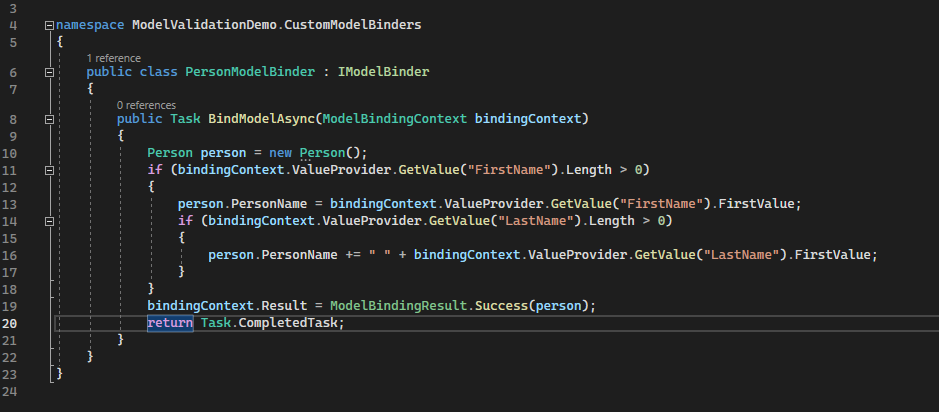 3
4 namespace ModelValidationDemo.CustomModelBinders
5 {
1 reference
6 public class PersonModelBinder : IModelBinder
7 {
0 references
8 public Task BindModelAsync(ModelBindingContext bindingContext)
9 {
10 Person person = new Person();
11 if (bindingContext.ValueProvider.GetValue("FirstName").Length > 0)
12 {
13 person.PersonName = bindingContext.ValueProvider.GetValue("FirstName").FirstValue;
14 if (bindingContext.ValueProvider.GetValue("LastName").Length > 0)
15 {
16 person.PersonName += " " + bindingContext.ValueProvider.GetValue("LastName").FirstValue;
17 }
18 }
19 bindingContext.Result = ModelBindingResult.Success(person);
20 return Task.CompletedTask;
21 }
22 }
23 }
24